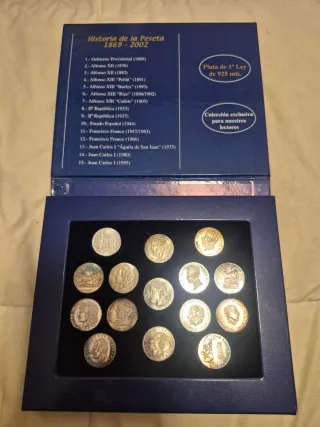 Historia de la Peseta
1869 - 2002
1.- Gobierno Provisional (1869)
2.- Alfonso XII (1876)
3.- Alfonso XII (1882)
4.- Alfonso XIII "Pelón" (1891)
5.- Alfonso XIII "Bucles" (1893)
6.- Alfonso XIII "Rizo" (1896/1902)
7.- Alfonso XIII "Cadete" (1903)
8.- IIª República (1933)
9.- IIª República (1937)
10.- Estado Español (1944)
11.- Francisco Franco (1947/1963)
12.- Francisco Franco (1966)
13.- Juan Carlos I "Águila de San Juan" (1975)
14.- Juan Carlos I (1980)
15.- Juan Carlos I (1995)
Plata de 1ª Ley
de 925 mls.
Colección exclusiva
para nuestros
lectores